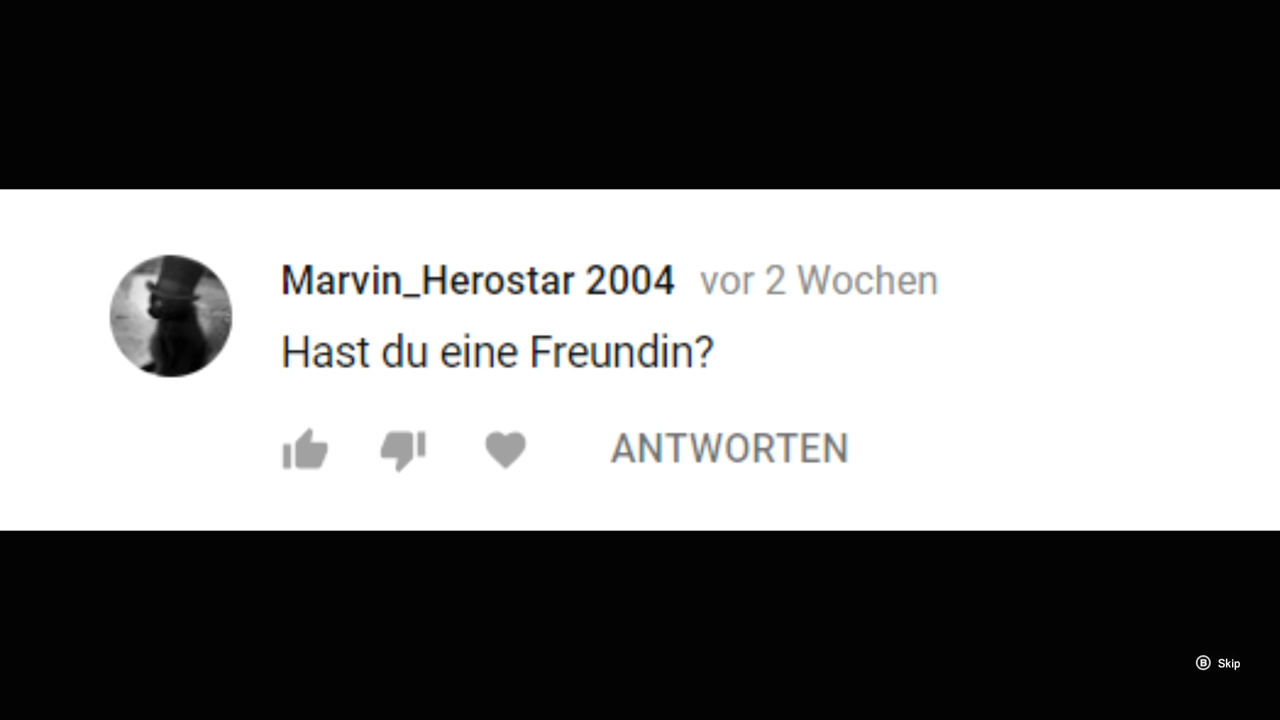 Marvin_Herostar 2004 vor 2 Wochen
Hast du eine Freundin?
ANTWORTEN
B Skip